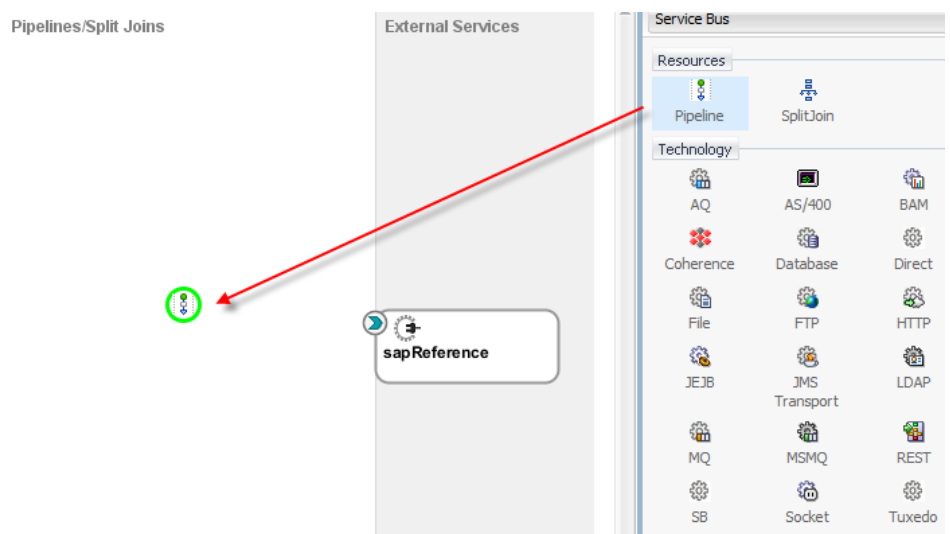 Pipelines/Split Joins
External Services
sapReference
Service Bus
Resources
Pipeline
SplitJoin
Technology
AQ
AS/400
BAM
Coherence
Database
Direct
File
FTP
HTTP
JEJB
JMS
Transport
LDAP
MQ
MSMQ
REST
SB
Socket
Tuxedo